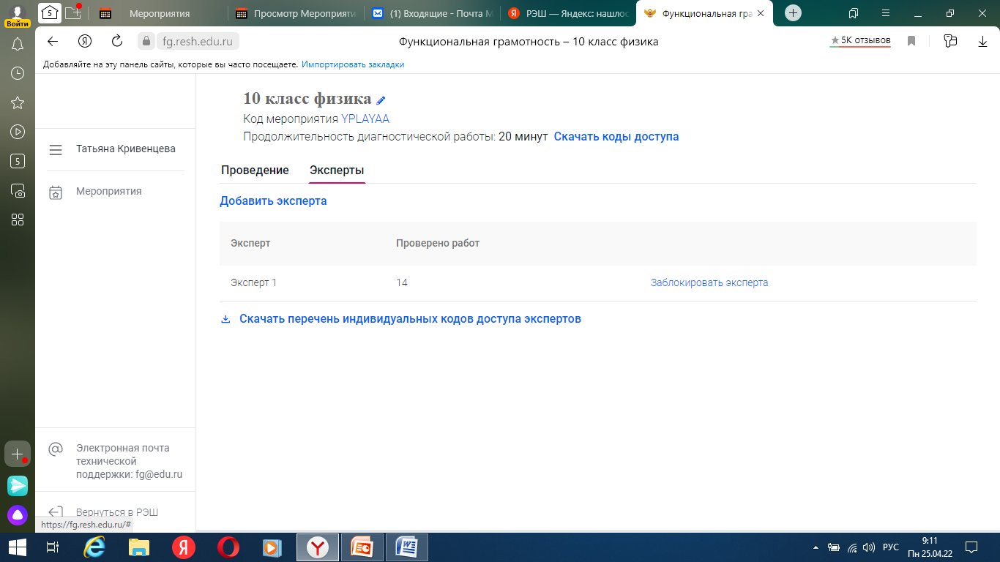 Войти
5
Мероприятия
Просмотр Мероприяти
(1) Входящие - Почта М
РЭШ — Яндекс: нашлос
Функциональная гра
Я
fg.resh.edu.ru
Функциональная грамотность – 10 класс физика
5K отзывов
Добавляйте на эту панель сайты, которые вы часто посещаете. Импортировать закладки
10 класс физика
Код мероприятия YPLAYAA
Продолжительность диагностической работы: 20 минут Скачать коды доступа
Татьяна Кривенцева
5
Проведение Эксперты
Мероприятия
Добавить эксперта
Эксперт Проверено работ
Эксперт 1 14 Заблокировать эксперта
Скачать перечень индивидуальных кодов доступа экспертов
Электронная почта
технической
поддержки: fg@edu.ru
Вернуться в РЭШ
https://fg.resh.edu.ru/#
РУС
9:11
Пн 25.04.22